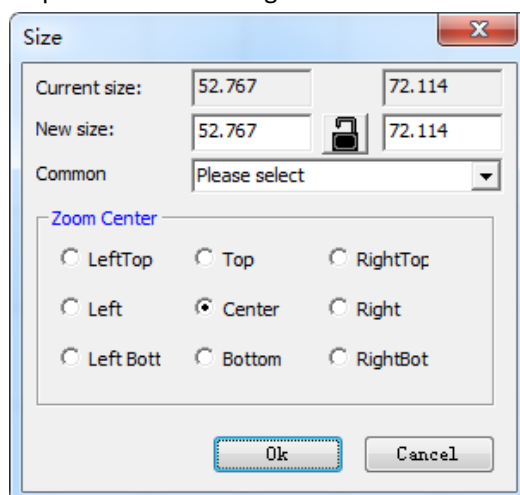 Size
Current size: 52.767 72.114
New size: 52.767 72.114
Common Please select
Zoom Center
LeftTop Top RightTop
Left Center Right
Left Bott Bottom RightBot
Ok Cancel